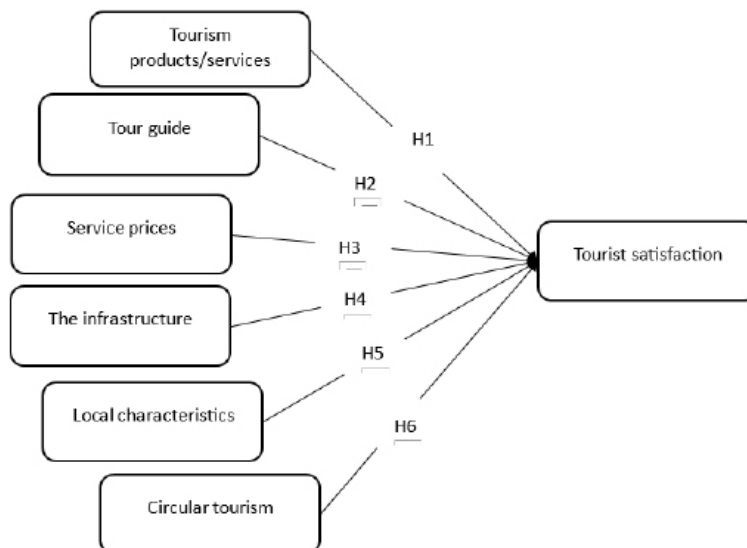 Tourism
products/services
H1
Tour guide
H2
Service prices
H3
Tourist satisfaction
The infrastructure
H4
H5
Local characteristics
H6
Circular tourism